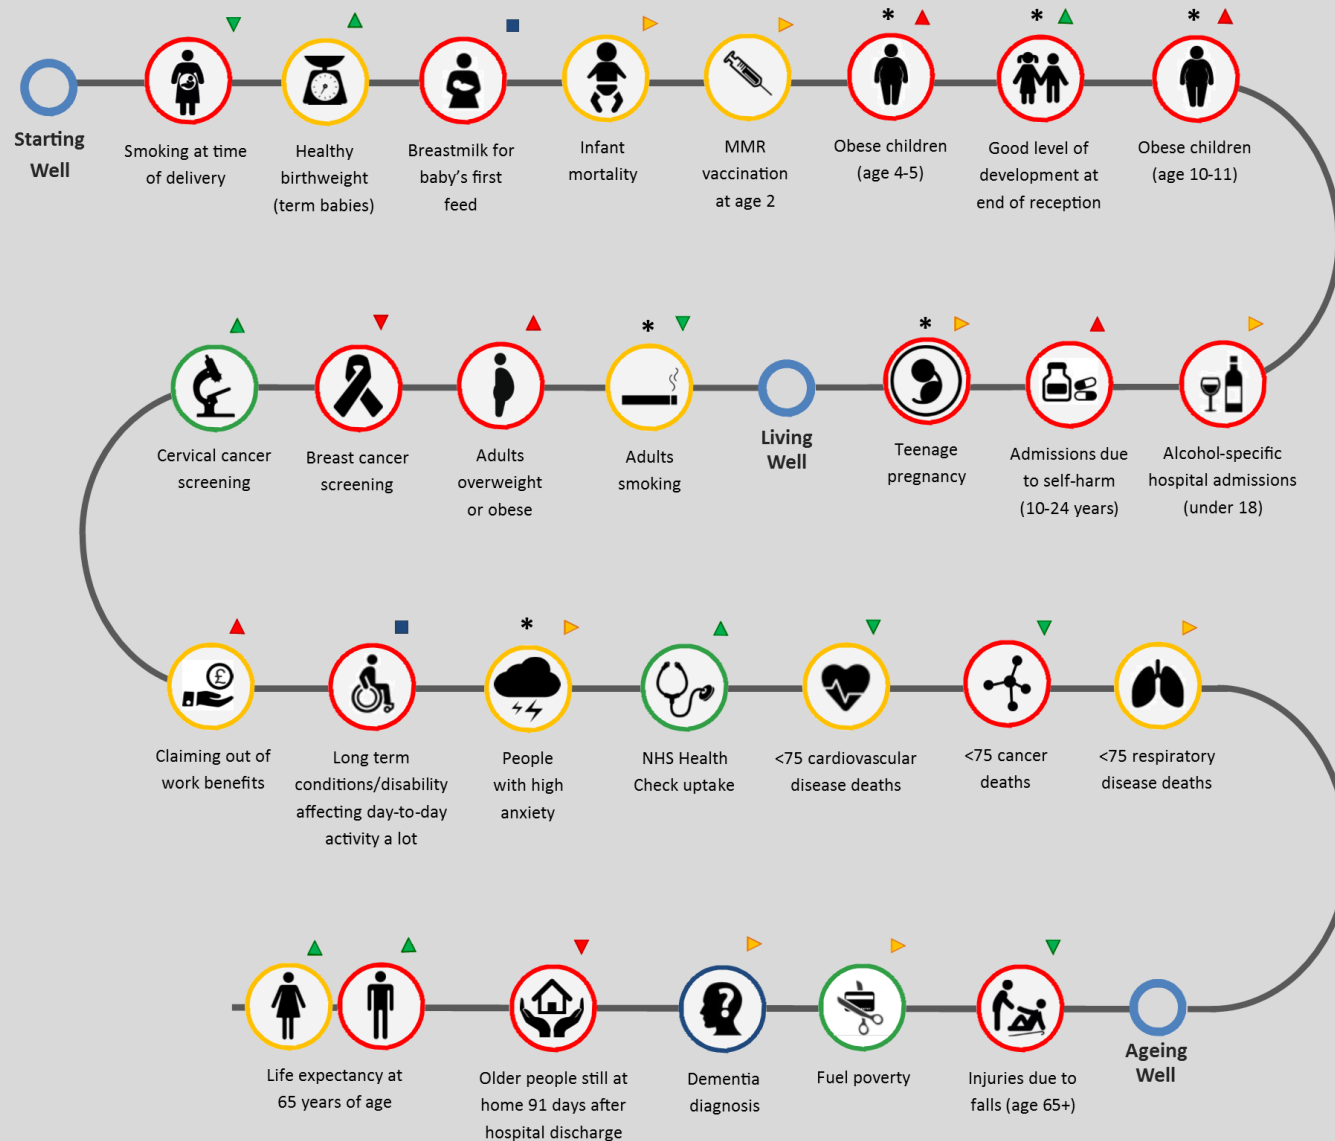 * * *
Starting
Well
Smoking at time
of delivery
Healthy
birthweight
(term babies)
Breastmilk for
baby's first
feed
Infant
mortality
MMR
vaccination
at age 2
Obese children
(age 4-5)
Good level of
development at
end of reception
Obese children
(age 10-11)
* *
Cervical cancer
screening
Breast cancer
screening
Adults
overweight
or obese
Adults
smoking
Living
Well
Teenage
pregnancy
Admissions due
to self-harm
(10-24 years)
Alcohol-specific
hospital admissions
(under 18)
*
£
Claiming out of
work benefits
Long term
conditions/disability
affecting day-to-day
activity a lot
People
with high
anxiety
NHS Health
Check uptake
<75 cardiovascular
disease deaths
<75 cancer
deaths
<75 respiratory
disease deaths
?
Life expectancy at
65 years of age
Older people still at
home 91 days after
hospital discharge
Dementia
diagnosis
Fuel poverty
Injuries due to
falls (age 65+)
Ageing
Well